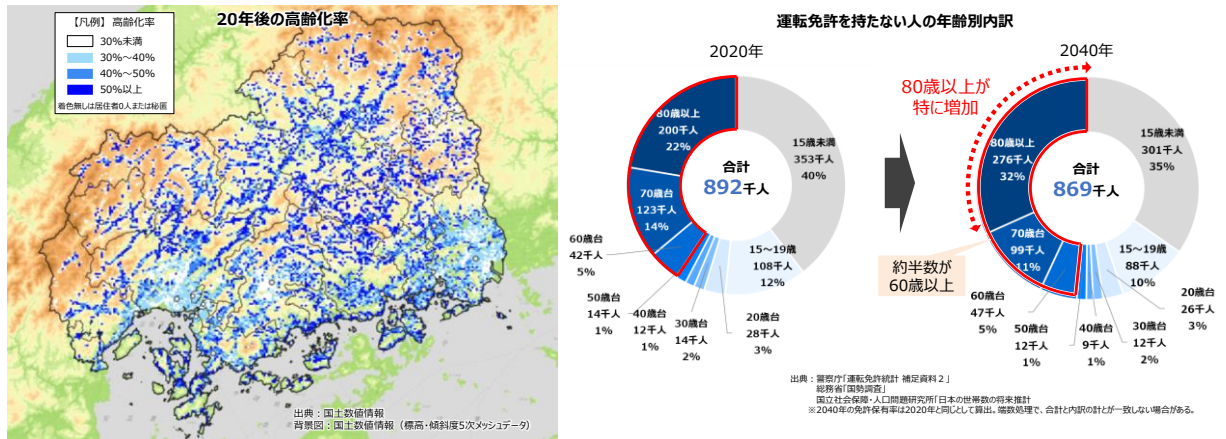 20年後の高齢化率
【凡例】高齢化率
30%未満
30%～40%
40%～50%
50%以上
着色無しは居住者0人または秘匿
出典：国土数値情報
背景図：国土数値情報（標高・傾斜度5次メッシュデータ）
運転免許を持たない人の年齢別内訳
2020年
80歳以上
200千人
22%
15歳未満
353千人
40%
合計
892千人
70歳台
123千人
14%
60歳台
42千人
5%
15～19歳
108千人
12%
50歳台
14千人
1%
40歳台
12千人
1%
30歳台
14千人
2%
20歳台
28千人
3%
2040年
80歳以上が
特に増加
80歳以上
276千人
32%
15歳未満
301千人
35%
合計
869千人
70歳台
99千人
11%
約半数が
60歳以上
15～19歳
88千人
10%
60歳台
47千人
5%
50歳台
12千人
1%
40歳台
9千人
1%
30歳台
12千人
2%
20歳台
26千人
3%
出典：警察庁「運転免許統計 補足資料２」
総務省「国勢調査」
国立社会保障・人口問題研究所「日本の世帯数の将来推計
※2040年の免許保有率は2020年と同じとして算出。端数処理で、合計と内訳の計とが一致しない場合がある。